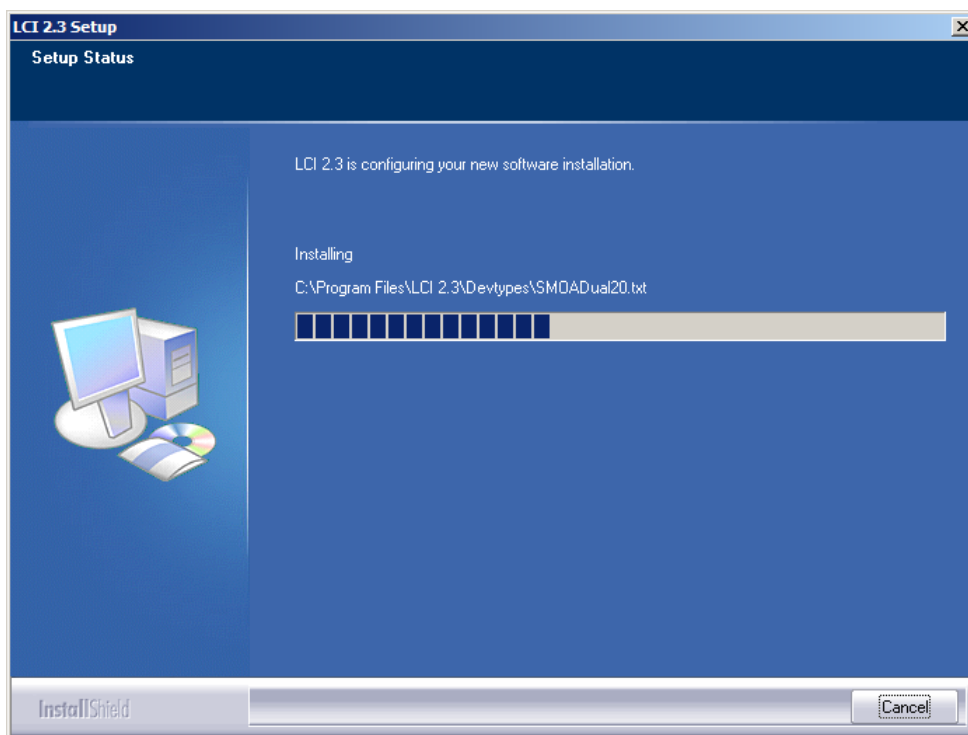 LCI 2.3 Setup
Setup Status
LCI 2.3 is configuring your new software installation.
Installing
C:\Program Files\LCI 2.3\Devtypes\SMOADual20.txt
InstallShield
Cancel